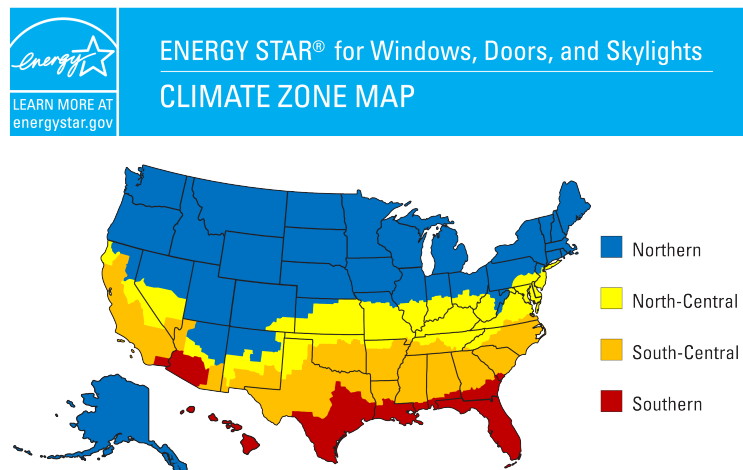 energy
LEARN MORE AT
energystar.gov
ENERGY STAR® for Windows, Doors, and Skylights
CLIMATE ZONE MAP
Northern
North-Central
South-Central
Southern